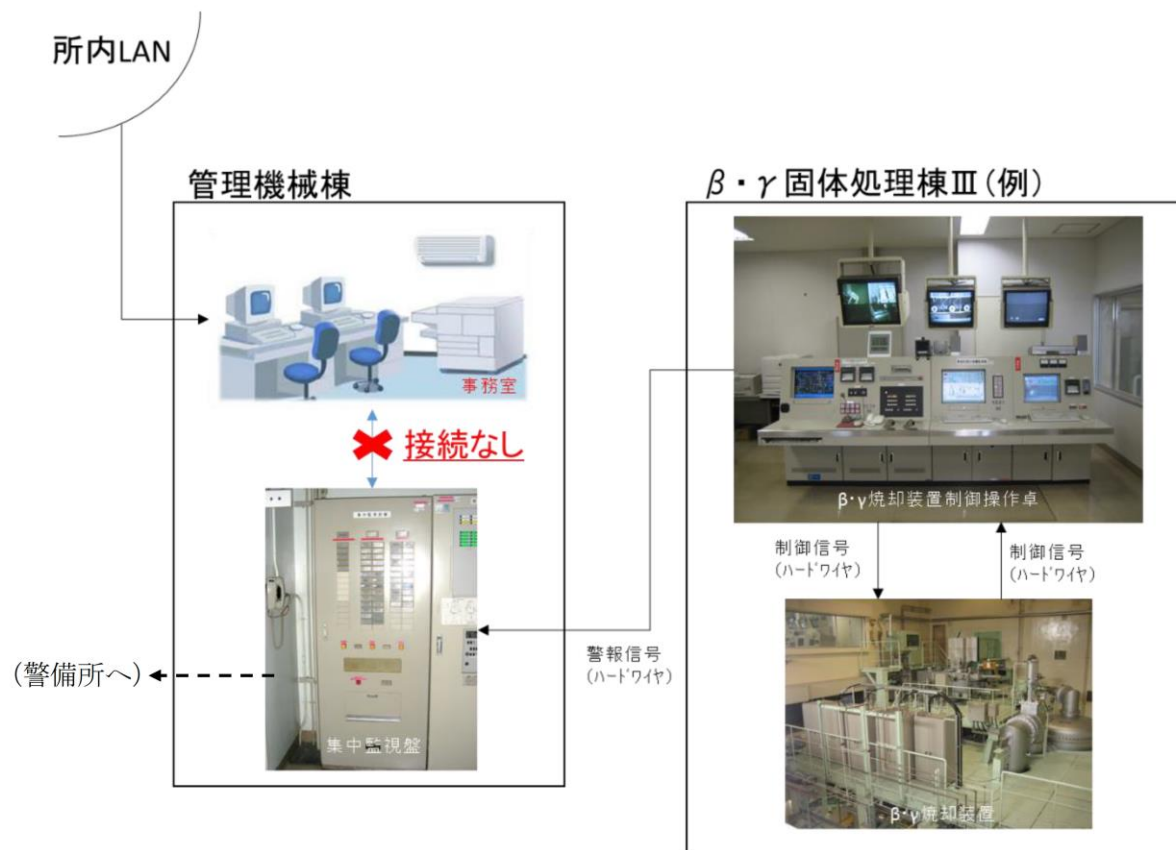 所内LAN
管理機械棟
β・γ固体処理棟Ⅲ(例)
事務室
接続なし
β・γ焼却装置制御操作卓
制御信号
(ハードワイヤ)
制御信号
(ハードワイヤ)
(警備所へ)
集中監視盤
警報信号
(ハードワイヤ)
β・γ焼却装置